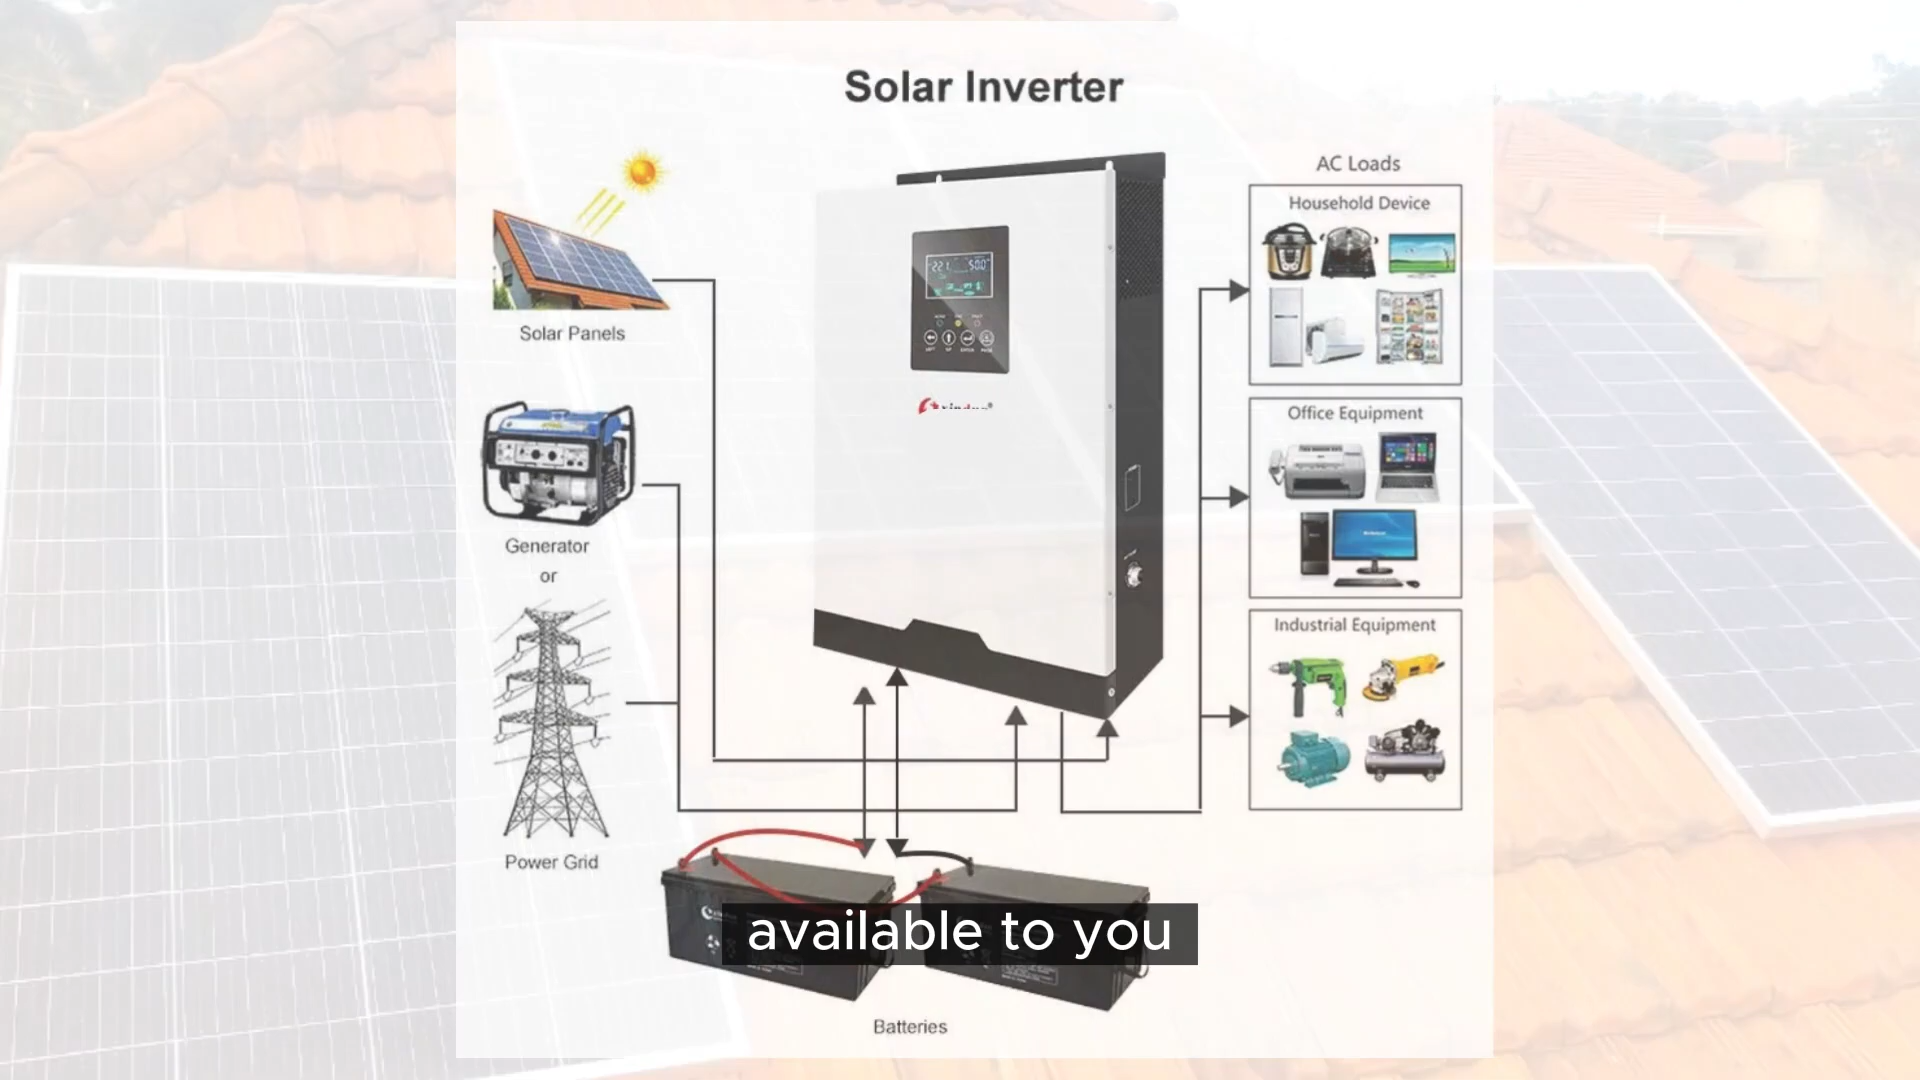 Solar Inverter
Solar Panels
Generator
or
Power Grid
AC Loads
Household Device
Office Equipment
Industrial Equipment
Batteries
available to you